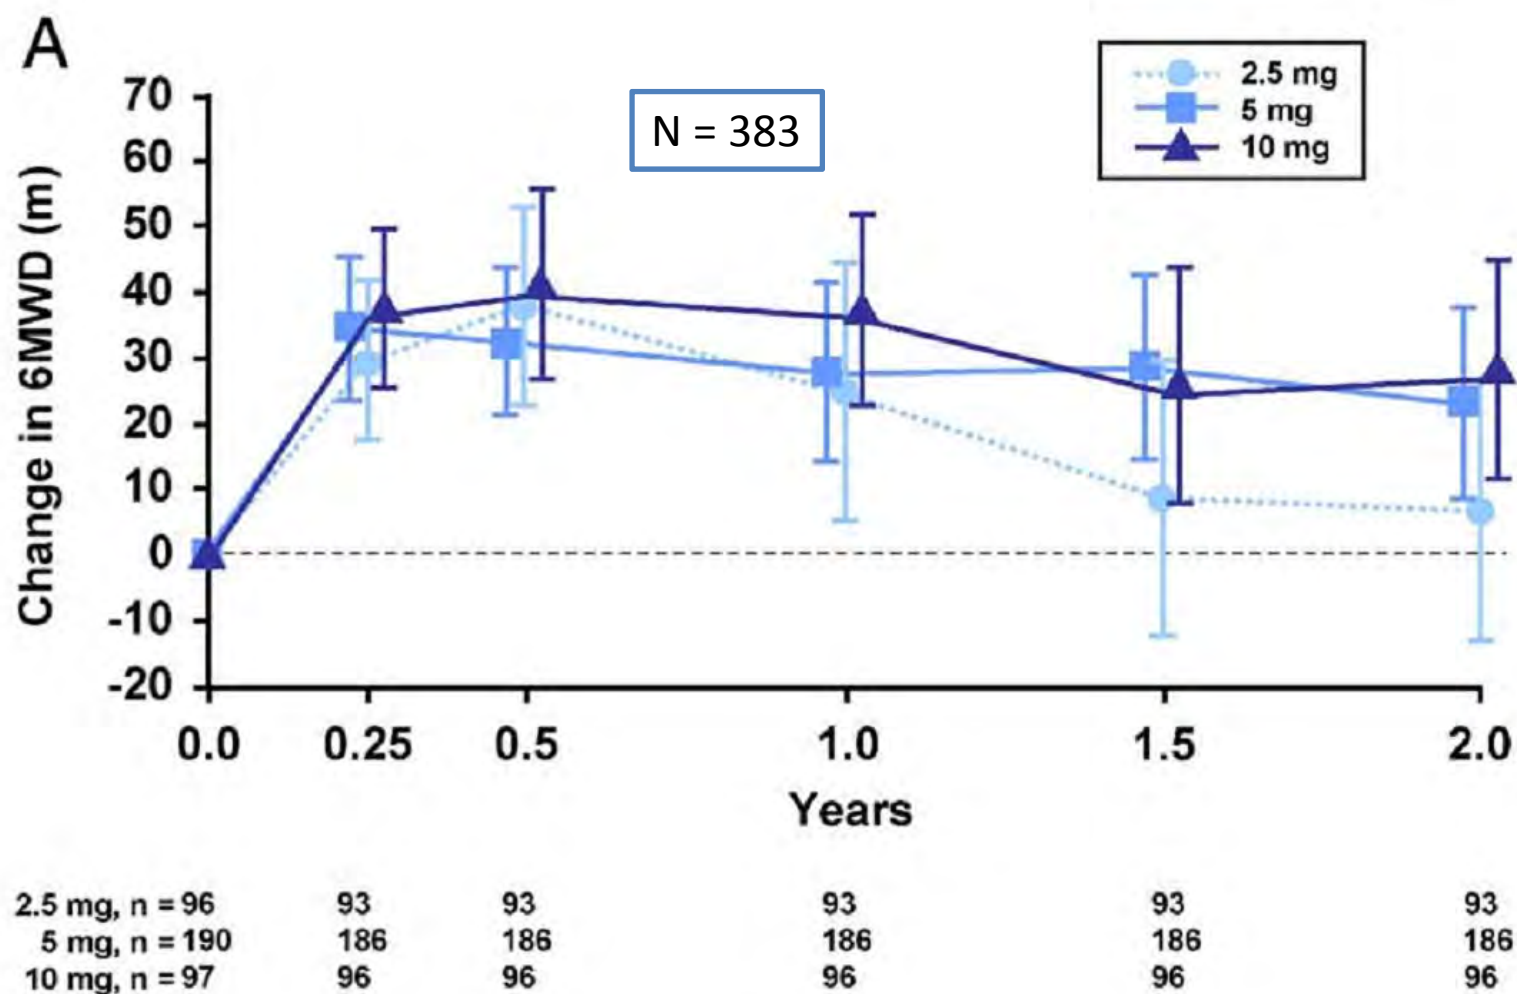 A
2.5 mg
5 mg
10 mg
N = 383
Change in 6MWD (m)
70
60
50
40
30
20
10
0
-10
-20
0.0 0.25 0.5 1.0 1.5 2.0
Years
2.5 mg, n = 96 93 93 93 93 93
5 mg, n = 190 186 186 186 186 186
10 mg, n = 97 96 96 96 96 96